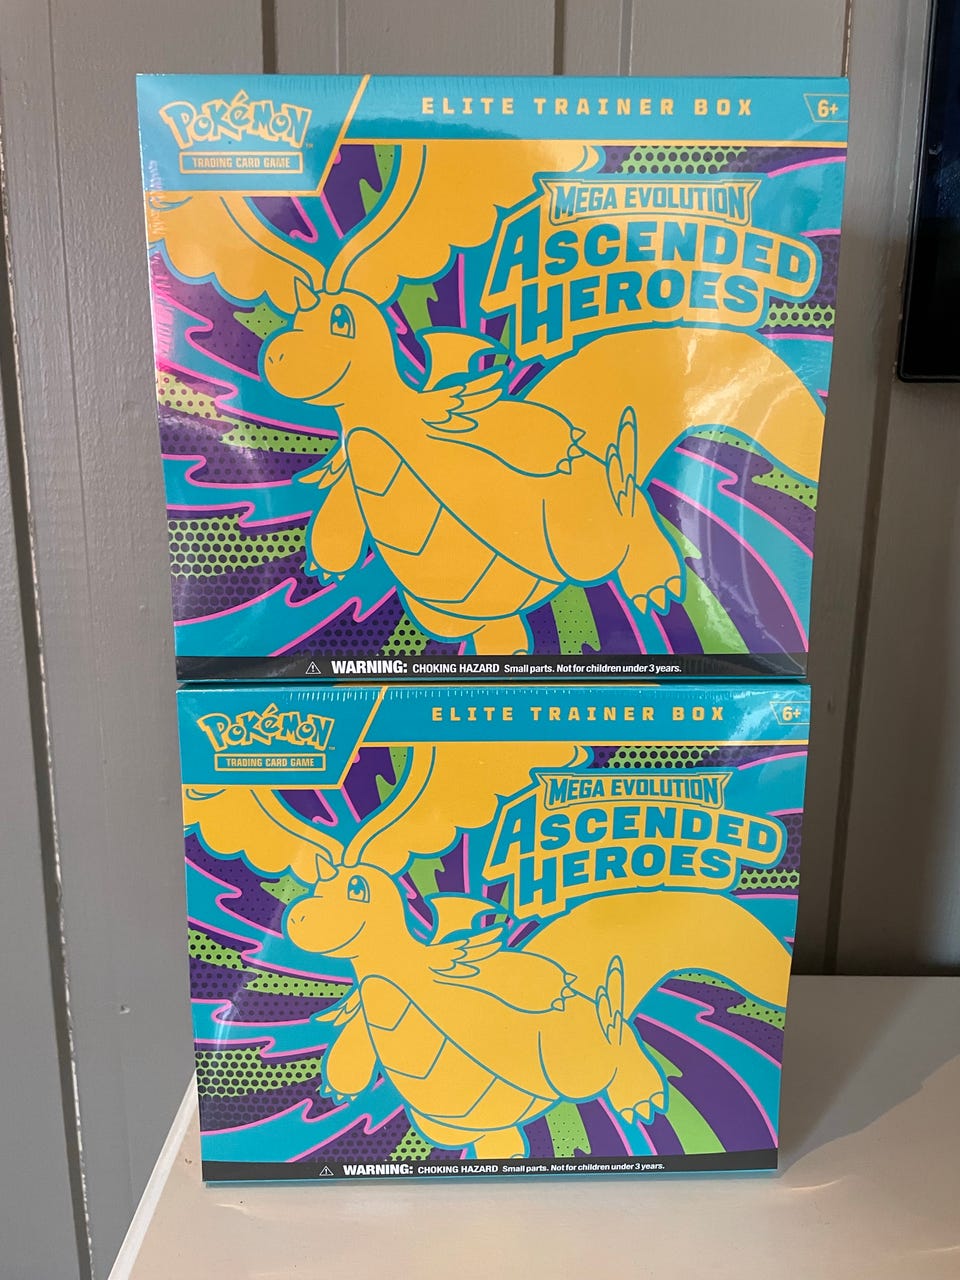 POKéMON™
TRADING CARD GAME
ELITE TRAINER BOX
6+
MEGA EVOLUTION
ASCENDED
HEROES
WARNING: CHOKING HAZARD Small parts. Not for children under 3 years.
POKéMON™
TRADING CARD GAME
ELITE TRAINER BOX
6+
MEGA EVOLUTION
ASCENDED
HEROES
WARNING: CHOKING HAZARD Small parts. Not for children under 3 years.